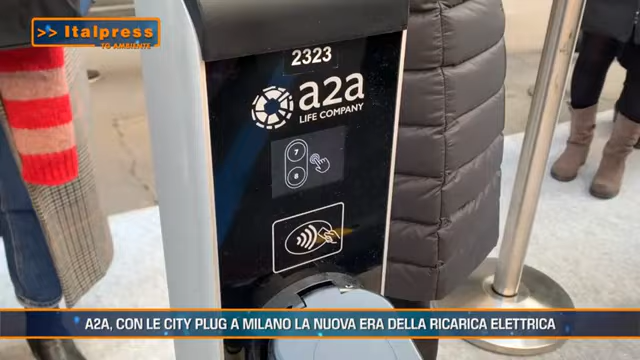 >> Italpress
TG AMBIENTE
2323
a2a
LIFE COMPANY
7
8
A2A, CON LE CITY PLUG A MILANO LA NUOVA ERA DELLA RICARICA ELETTRICA